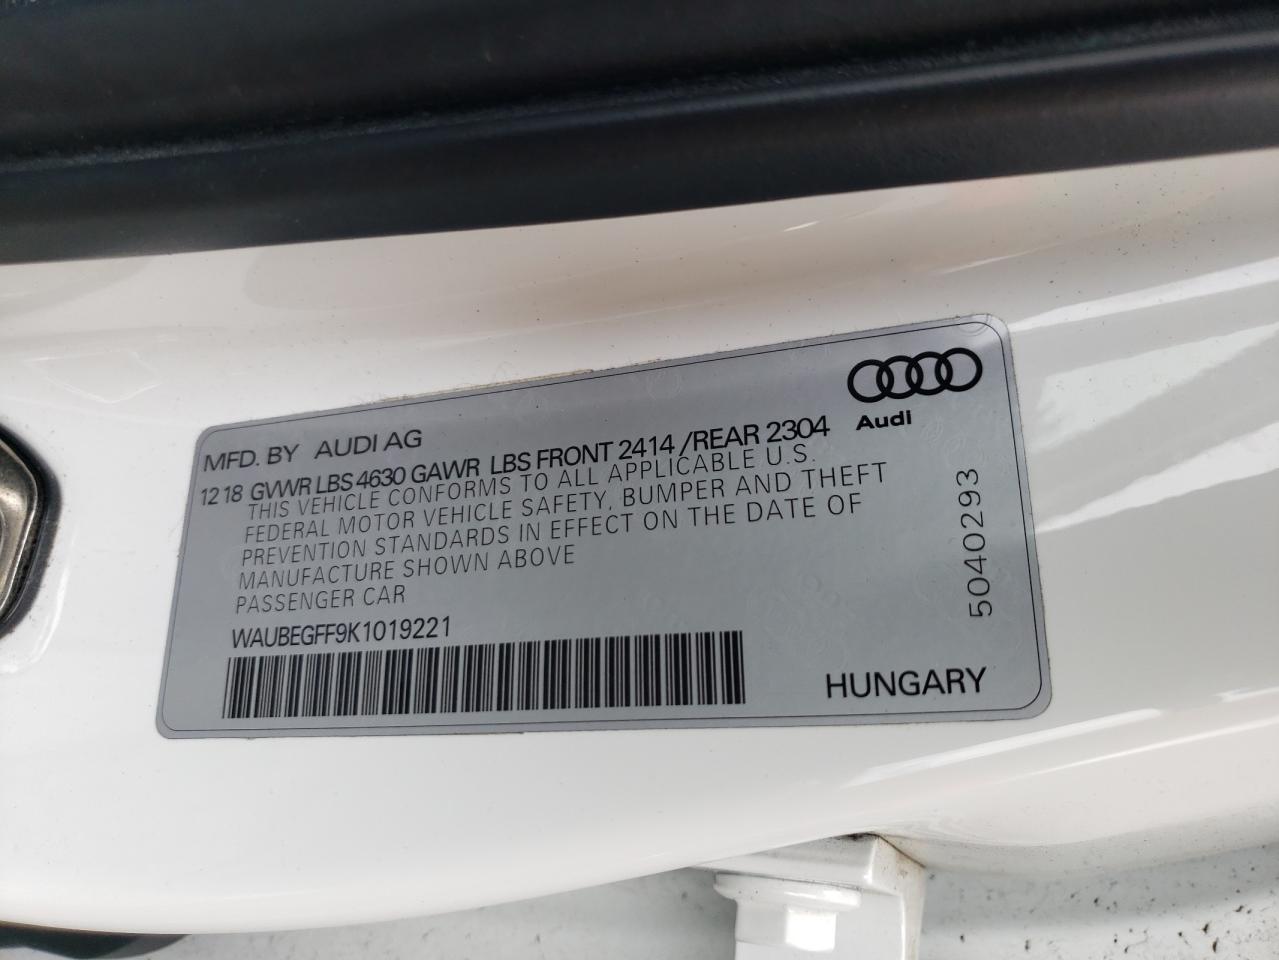 MFD. BY AUDI AG
Audi
12 18 GVWR LBS 4630 GAWR LBS FRONT 2414 /REAR 2304
THIS VEHICLE CONFORMS TO ALL APPLICABLE U.S.
FEDERAL MOTOR VEHICLE SAFETY, BUMPER AND THEFT
PREVENTION STANDARDS IN EFFECT ON THE DATE OF
MANUFACTURE SHOWN ABOVE
PASSENGER CAR
WAUBEGFF9K1019221
HUNGARY
5040293